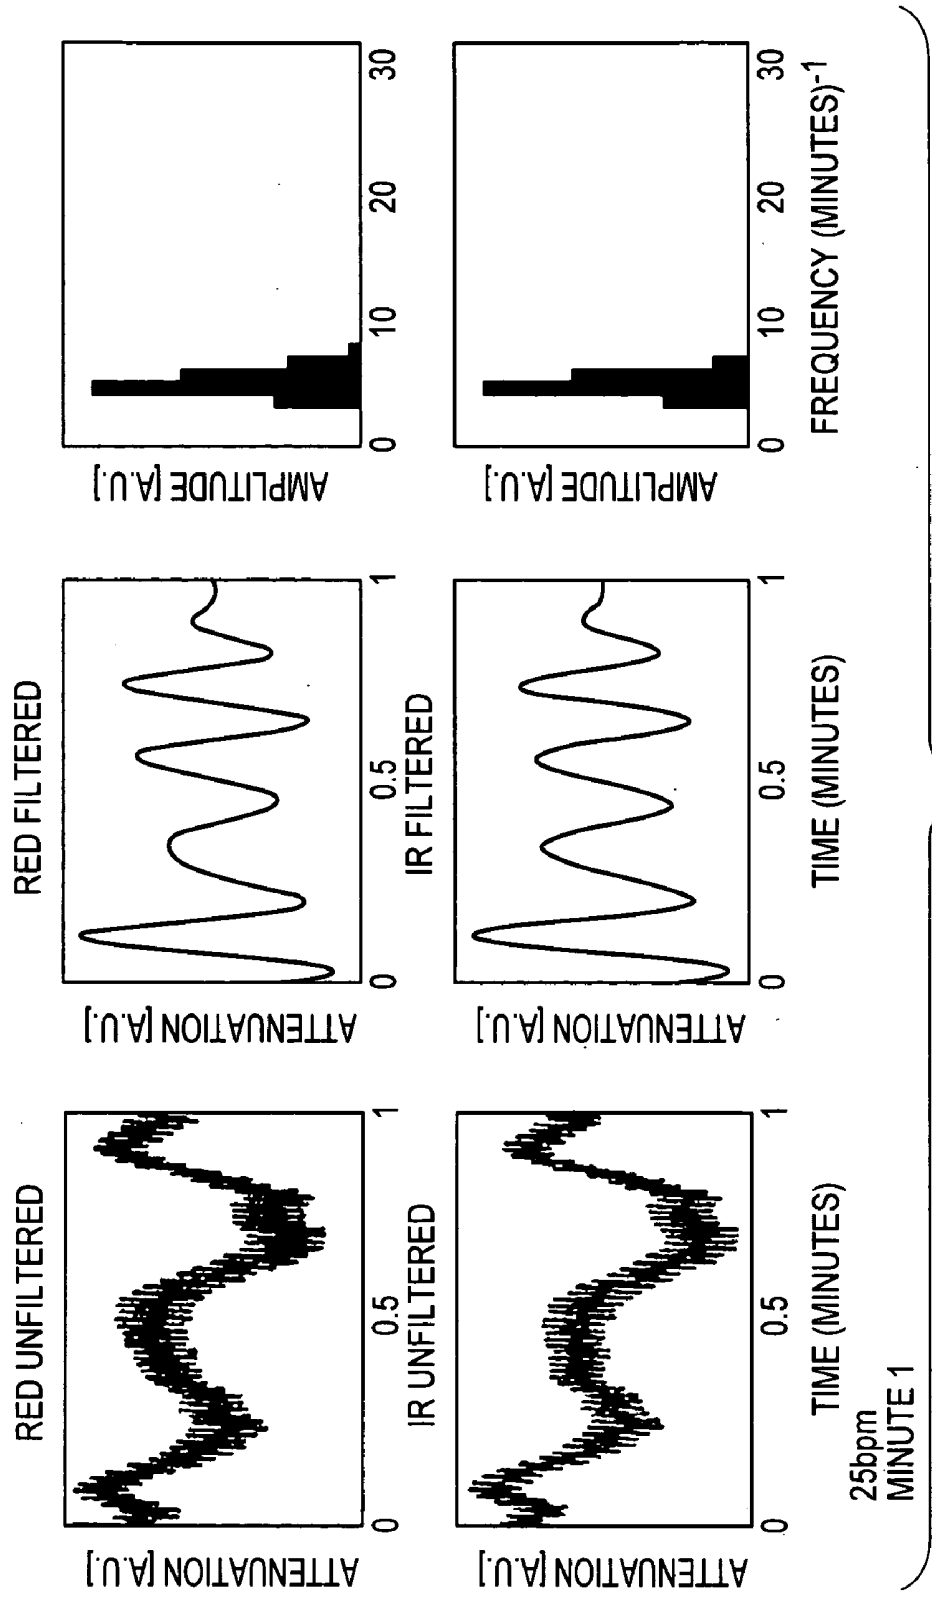 RED UNFILTERED
ATTENUATION [A.U.]
0 0.5 1
RED FILTERED
ATTENUATION [A.U.]
0 0.5 1
AMPLITUDE [A.U.]
0 10 20 30
IR UNFILTERED
ATTENUATION [A.U.]
0 0.5 1
TIME (MINUTES)
IR FILTERED
ATTENUATION [A.U.]
0 0.5 1
TIME (MINUTES)
AMPLITUDE [A.U.]
0 10 20 30
FREQUENCY (MINUTES)-1
25bpm
MINUTE 1